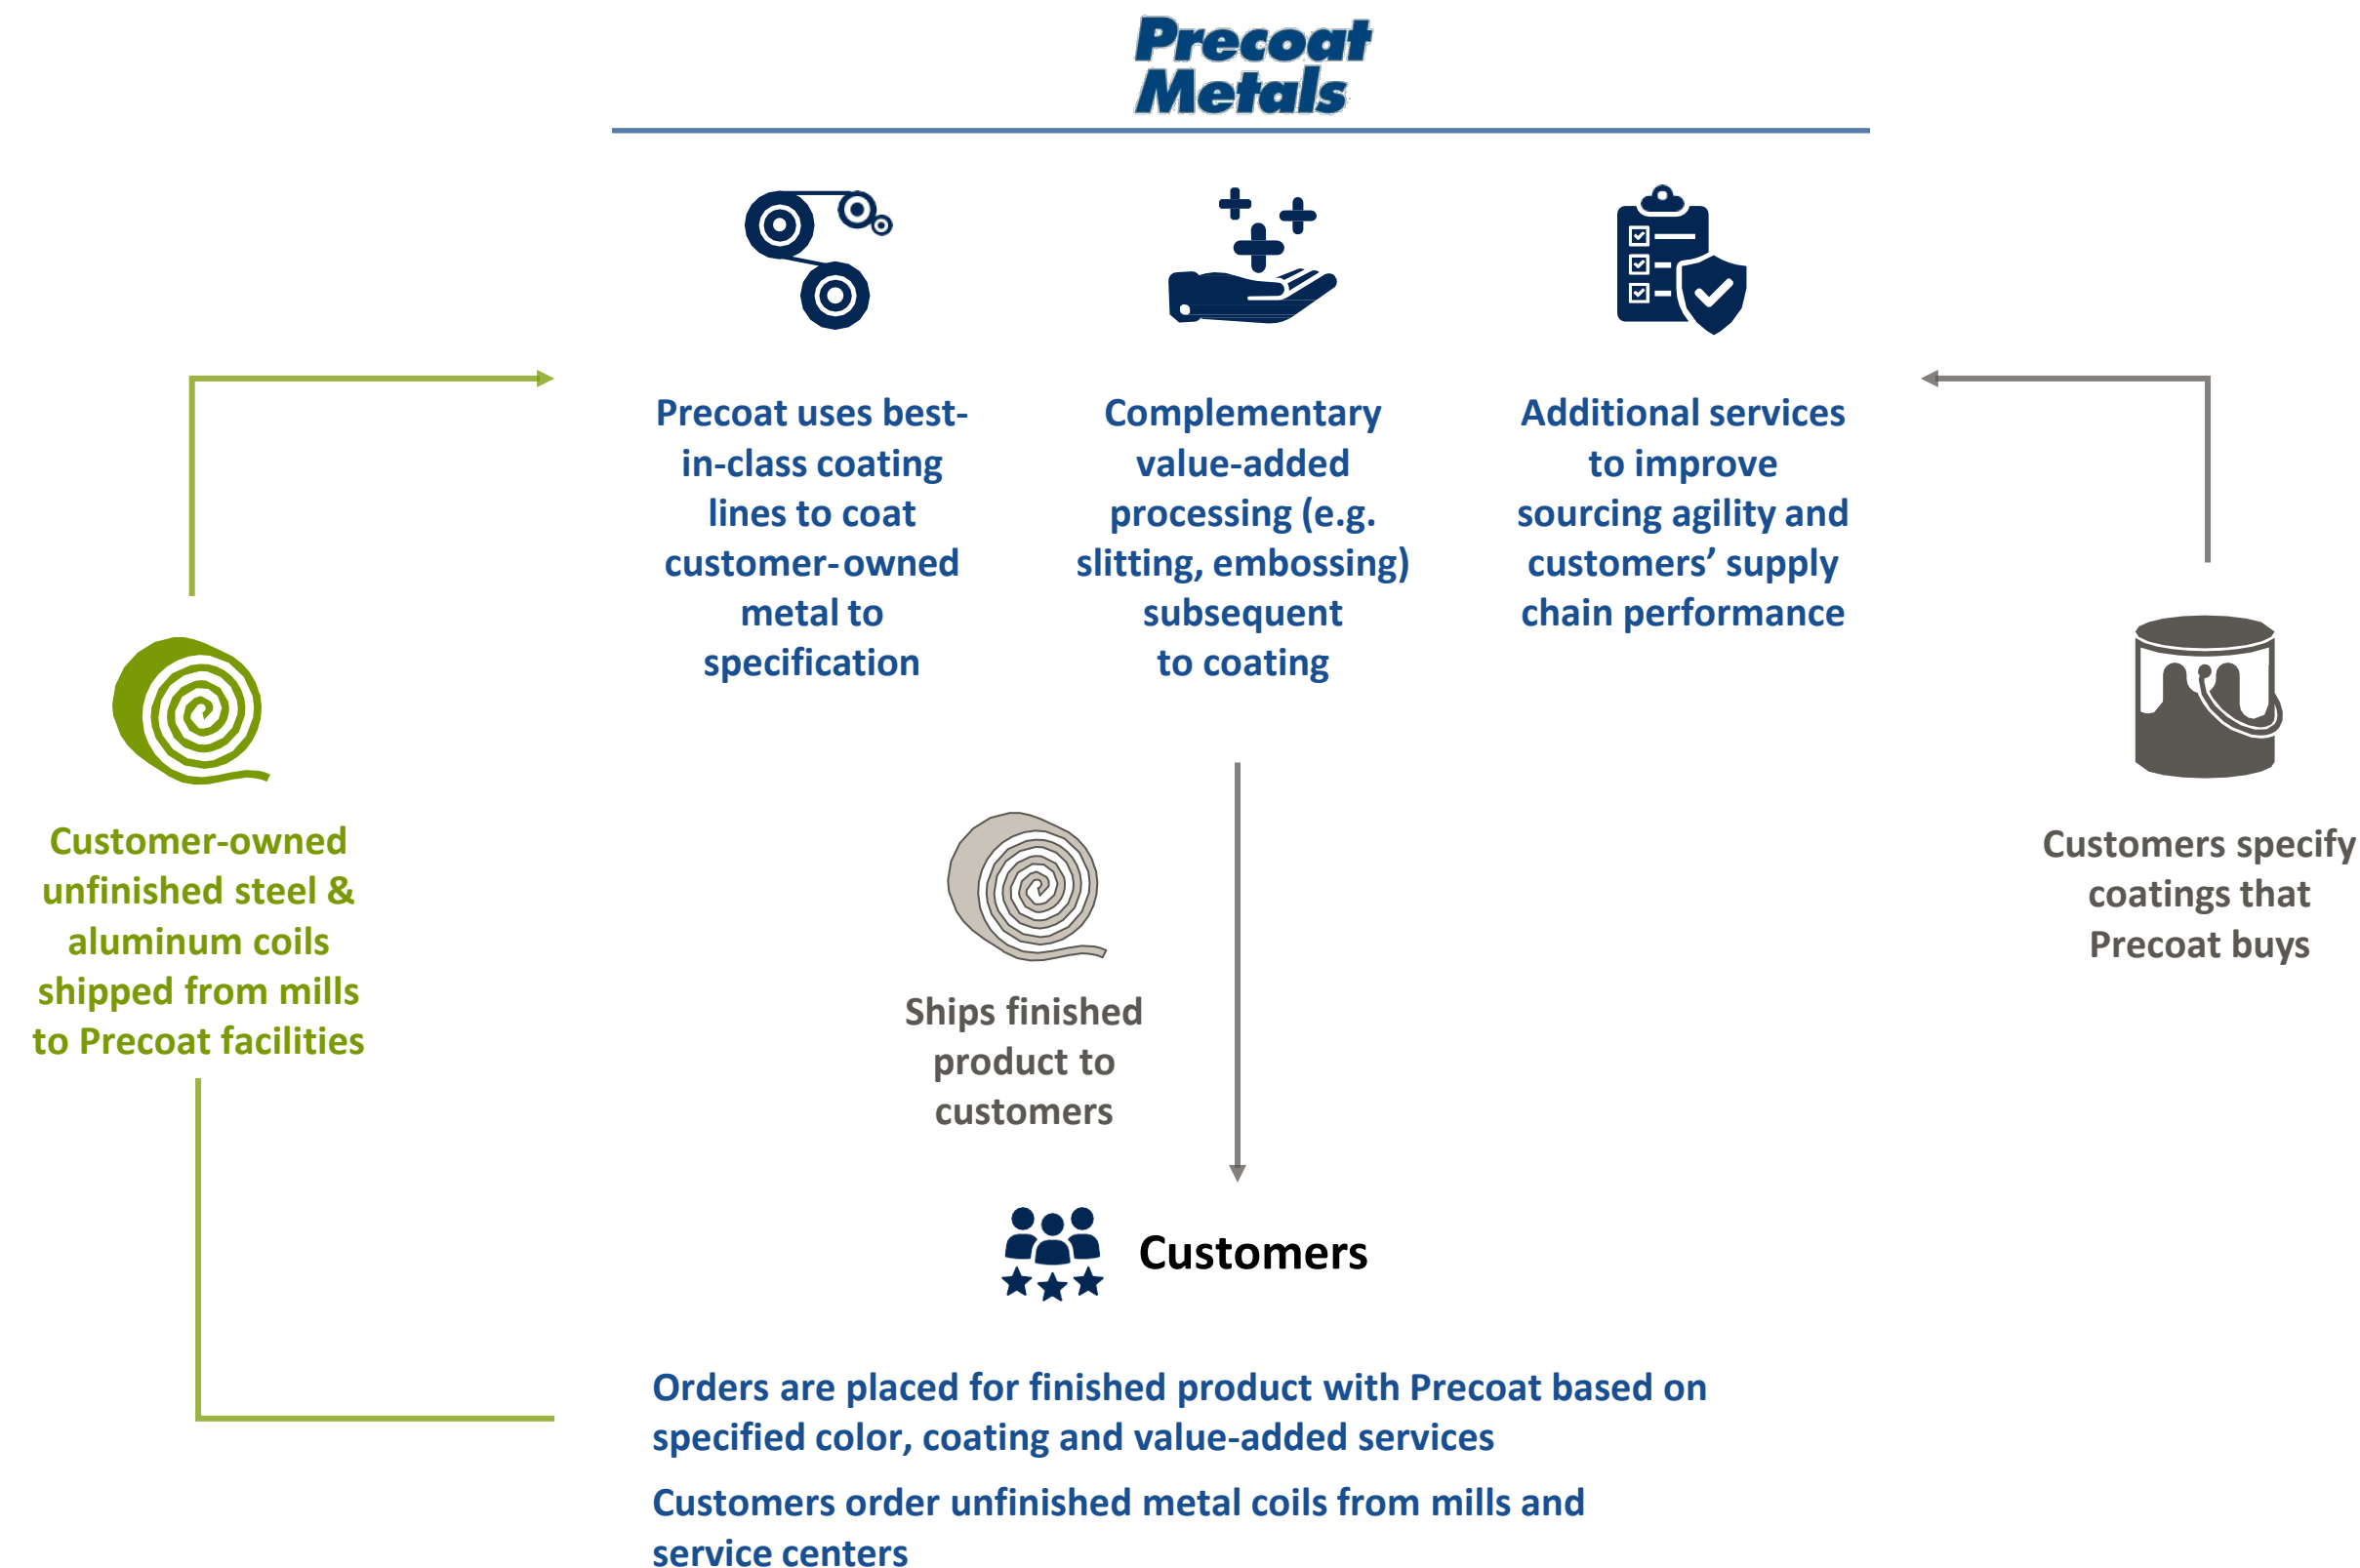 Precoat
Metals
Precoat uses best-
in-class coating
lines to coat
customer-owned
metal to
specification
Complementary
value-added
processing (e.g.
slitting, embossing)
subsequent
to coating
Additional services
to improve
sourcing agility and
customers’ supply
chain performance
Customer-owned
unfinished steel &
aluminum coils
shipped from mills
to Precoat facilities
Customers specify
coatings that
Precoat buys
Ships finished
product to
customers
Customers
Orders are placed for finished product with Precoat based on
specified color, coating and value-added services
Customers order unfinished metal coils from mills and
service centers